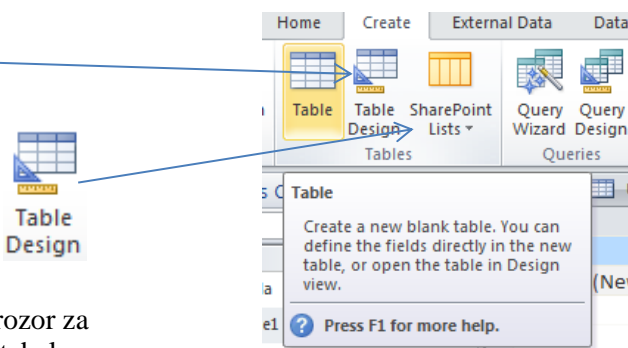 Home Create External Data Data
Table Table Design SharePoint Lists Query Wizard Query Design
Tables Queries
Table
Design
Table
Create a new blank table. You can
define the fields directly in the new
table, or open the table in Design
view.
Press F1 for more help.
(Ne
rozor za